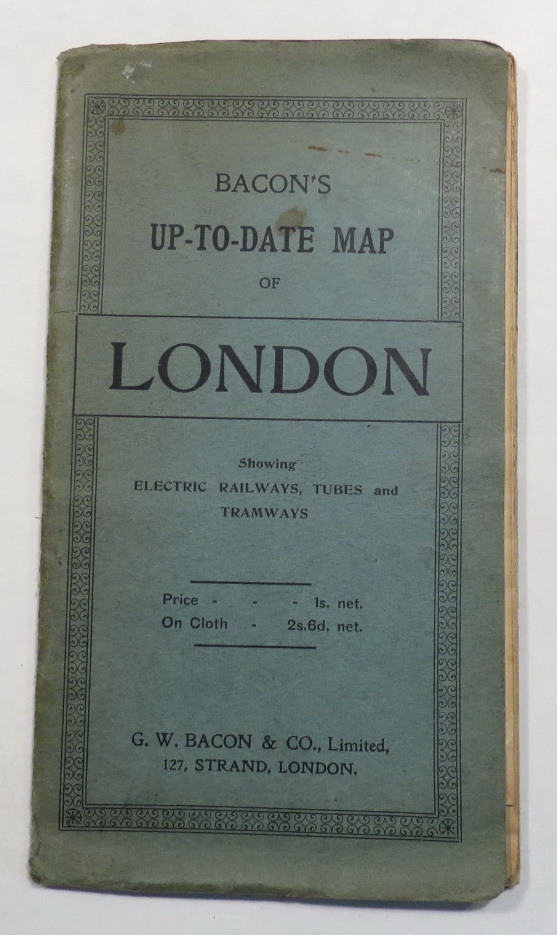 BACON'S
UP-TO-DATE MAP
OF
LONDON
Showing
ELECTRIC RAILWAYS, TUBES and
TRAMWAYS
Price - - - 1s. net.
On Cloth - 2s.6d. net.
G. W. BACON & CO., Limited,
127, STRAND, LONDON.